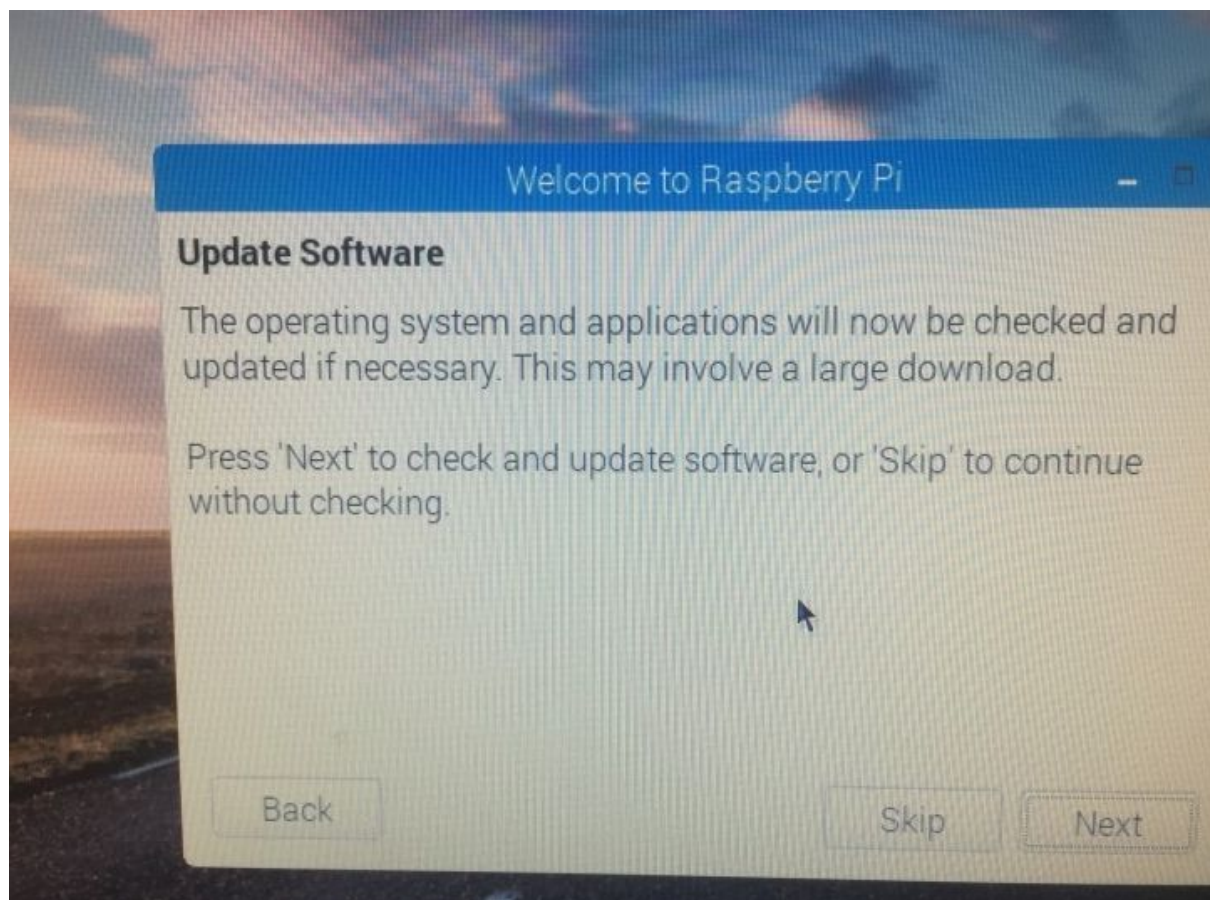 Welcome to Raspberry Pi
Update Software
The operating system and applications will now be checked and
updated if necessary. This may involve a large download.
Press 'Next' to check and update software, or 'Skip' to continue
without checking.
Back
Skip
Next